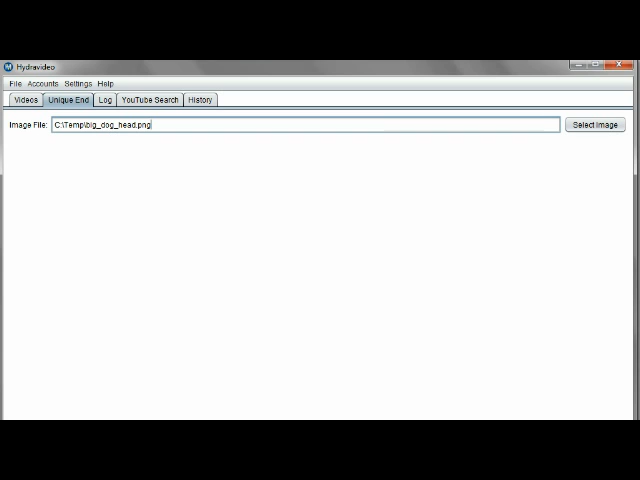 Hydravideo
File Accounts Settings Help
Videos Unique End Log YouTube Search History
Image File: C:\Temp\big_dog_head.png Select Image